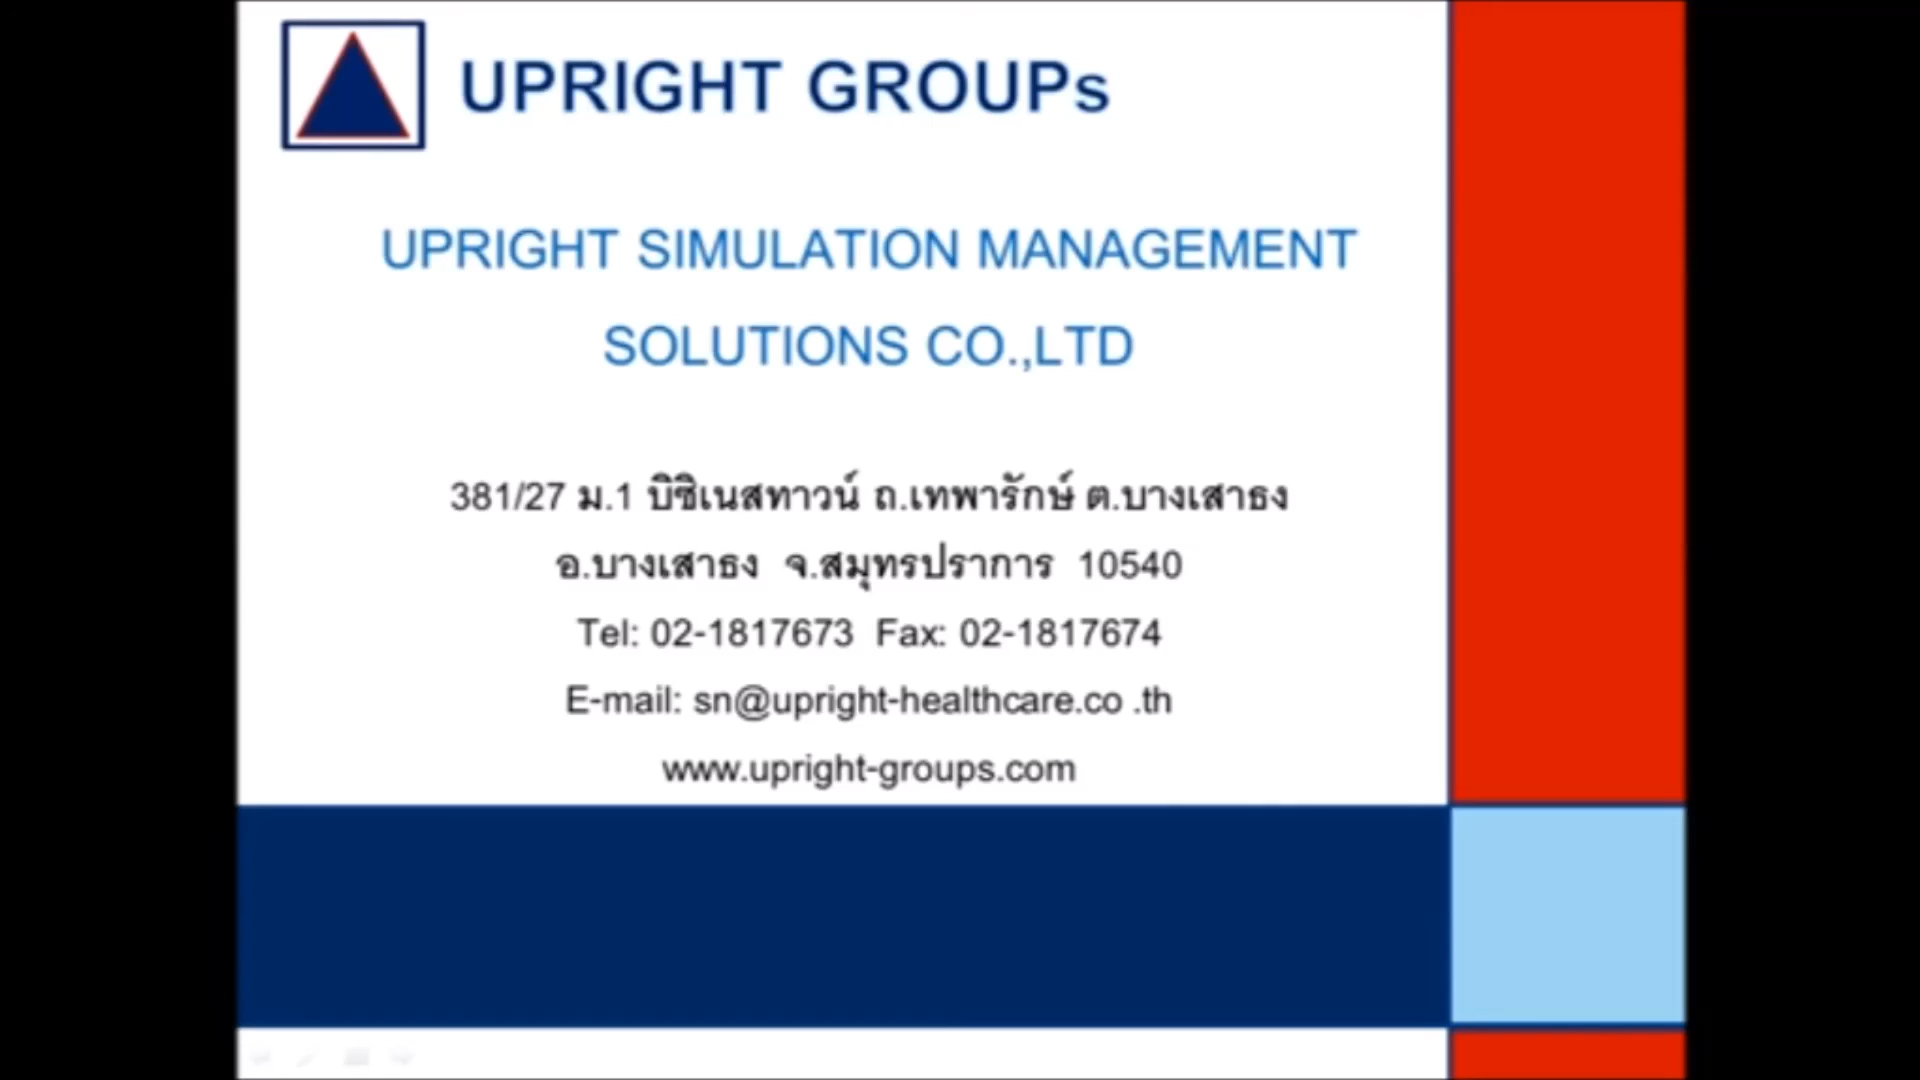 UPRIGHT GROUPs
UPRIGHT SIMULATION MANAGEMENT
SOLUTIONS CO.,LTD
381/27 ม.1 บิซิเนสทาวน์ ถ.เทพารักษ์ ต.บางเสาธง
อ.บางเสาธง จ.สมุทรปราการ 10540
Tel: 02-1817673 Fax: 02-1817674
E-mail: sn@upright-healthcare.co .th
www.upright-groups.com